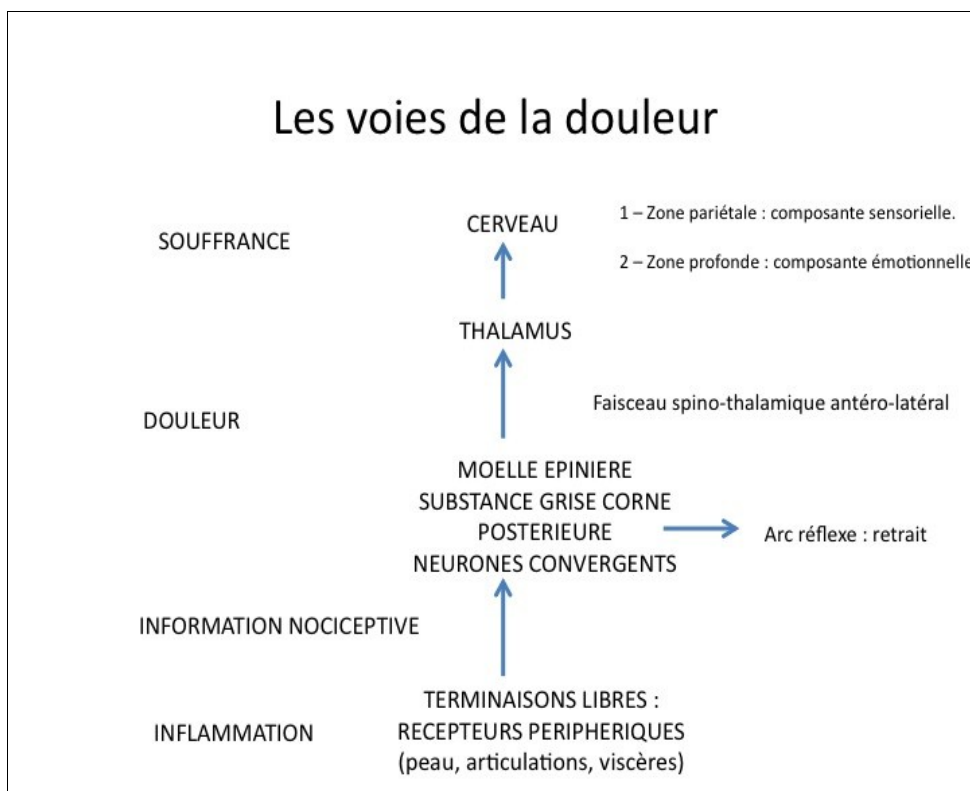 Les voies de la douleur
SOUFFRANCE
CERVEAU
1 – Zone pariétale : composante sensorielle.
2 – Zone profonde : composante émotionnelle
THALAMUS
DOULEUR
Faisceau spino-thalamique antéro-latéral
MOELLE EPINIERE
SUBSTANCE GRISE CORNE
POSTERIEURE
NEURONES CONVERGENTS
Arc réflexe : retrait
INFORMATION NOCICEPTIVE
INFLAMMATION
TERMINAISONS LIBRES :
RECEPTEURS PERIPHERIQUES
(peau, articulations, viscères)